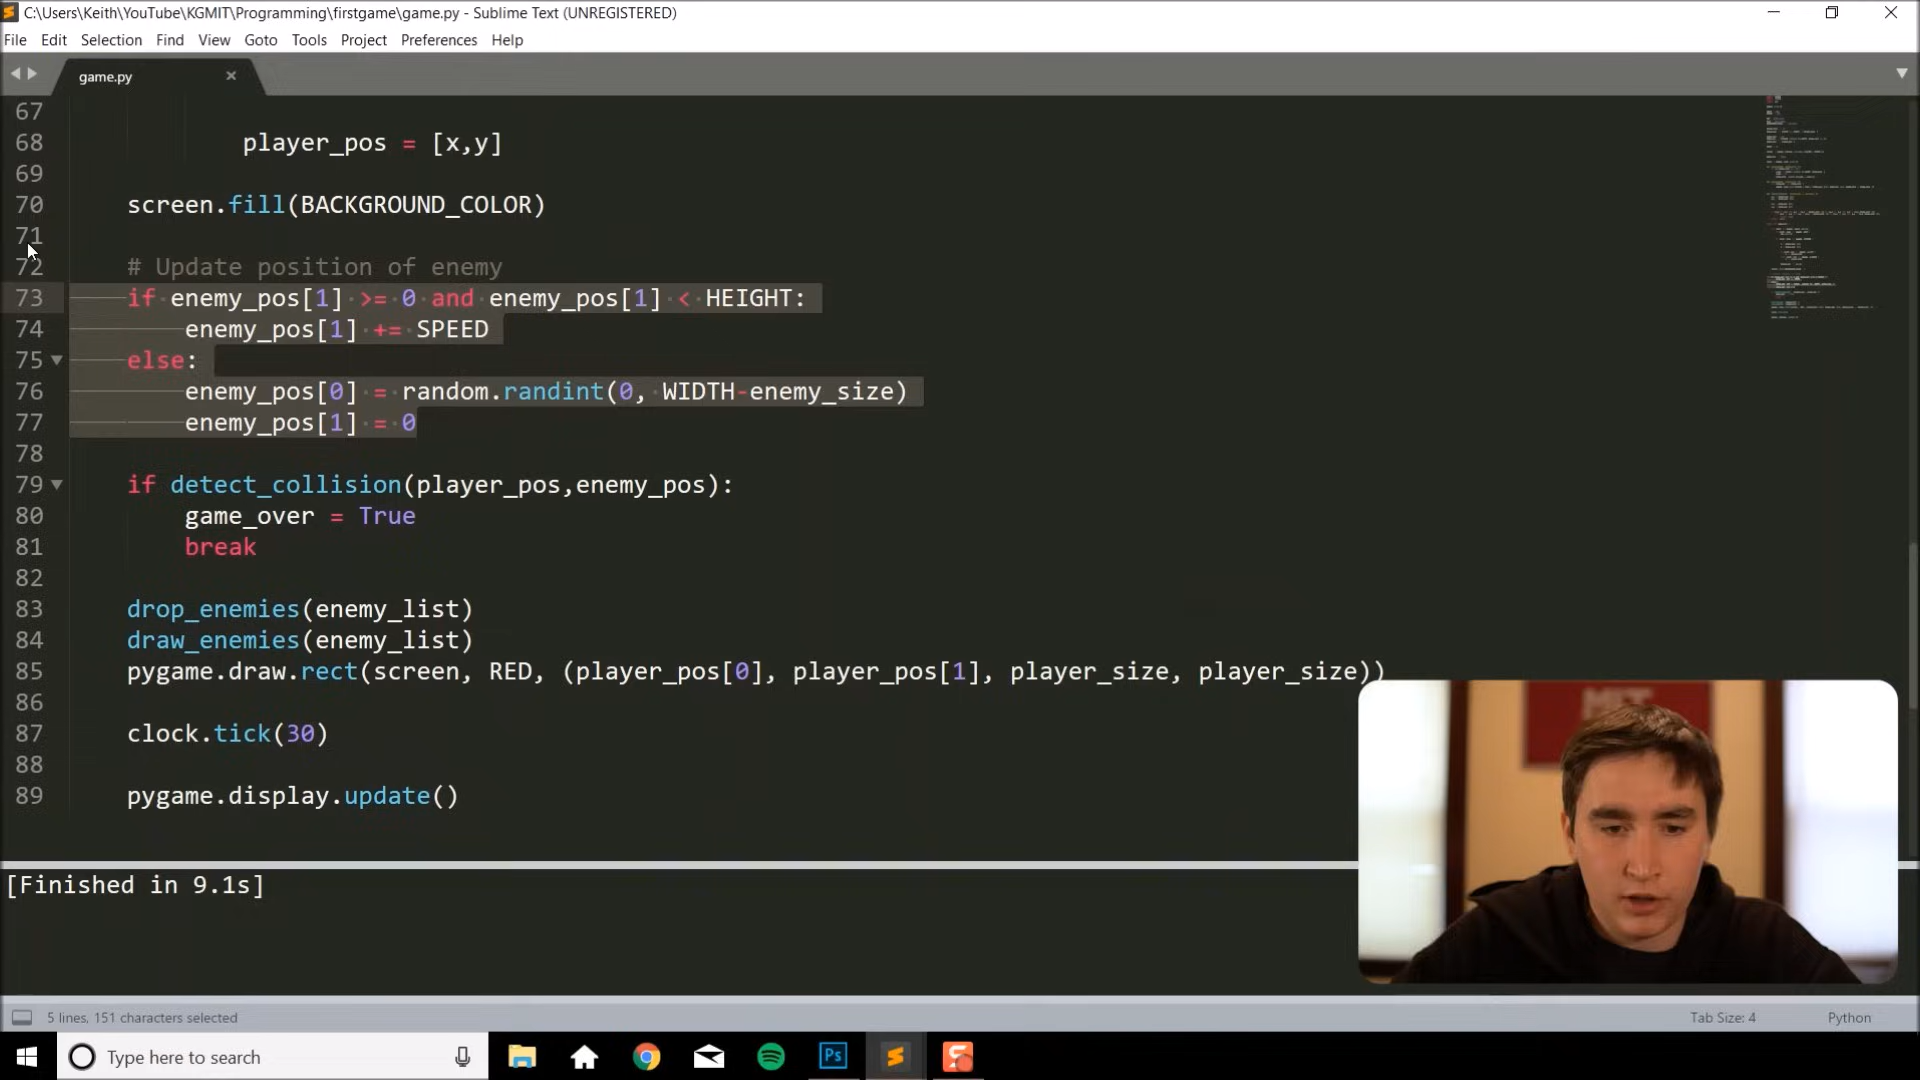 C:\Users\Keith\YouTube\KGMIT\Programming\firstgame\game.py - Sublime Text (UNREGISTERED)
File Edit Selection Find View Goto Tools Project Preferences Help
game.py
67
68 player_pos = [x,y]
69
70 screen.fill(BACKGROUND_COLOR)
71
72 # Update position of enemy
73 if enemy_pos[1] >= 0 and enemy_pos[1] < HEIGHT:
74 enemy_pos[1] += SPEED
75 else:
76 enemy_pos[0] = random.randint(0, WIDTH-enemy_size)
77 enemy_pos[1] = 0
78
79 if detect_collision(player_pos,enemy_pos):
80 game_over = True
81 break
82
83 drop_enemies(enemy_list)
84 draw_enemies(enemy_list)
85 pygame.draw.rect(screen, RED, (player_pos[0], player_pos[1], player_size, player_size))
86
87 clock.tick(30)
88
89 pygame.display.update()
MIT
[Finished in 9.1s]
5 lines, 151 characters selected Tab Size: 4 Python
Type here to search Ps